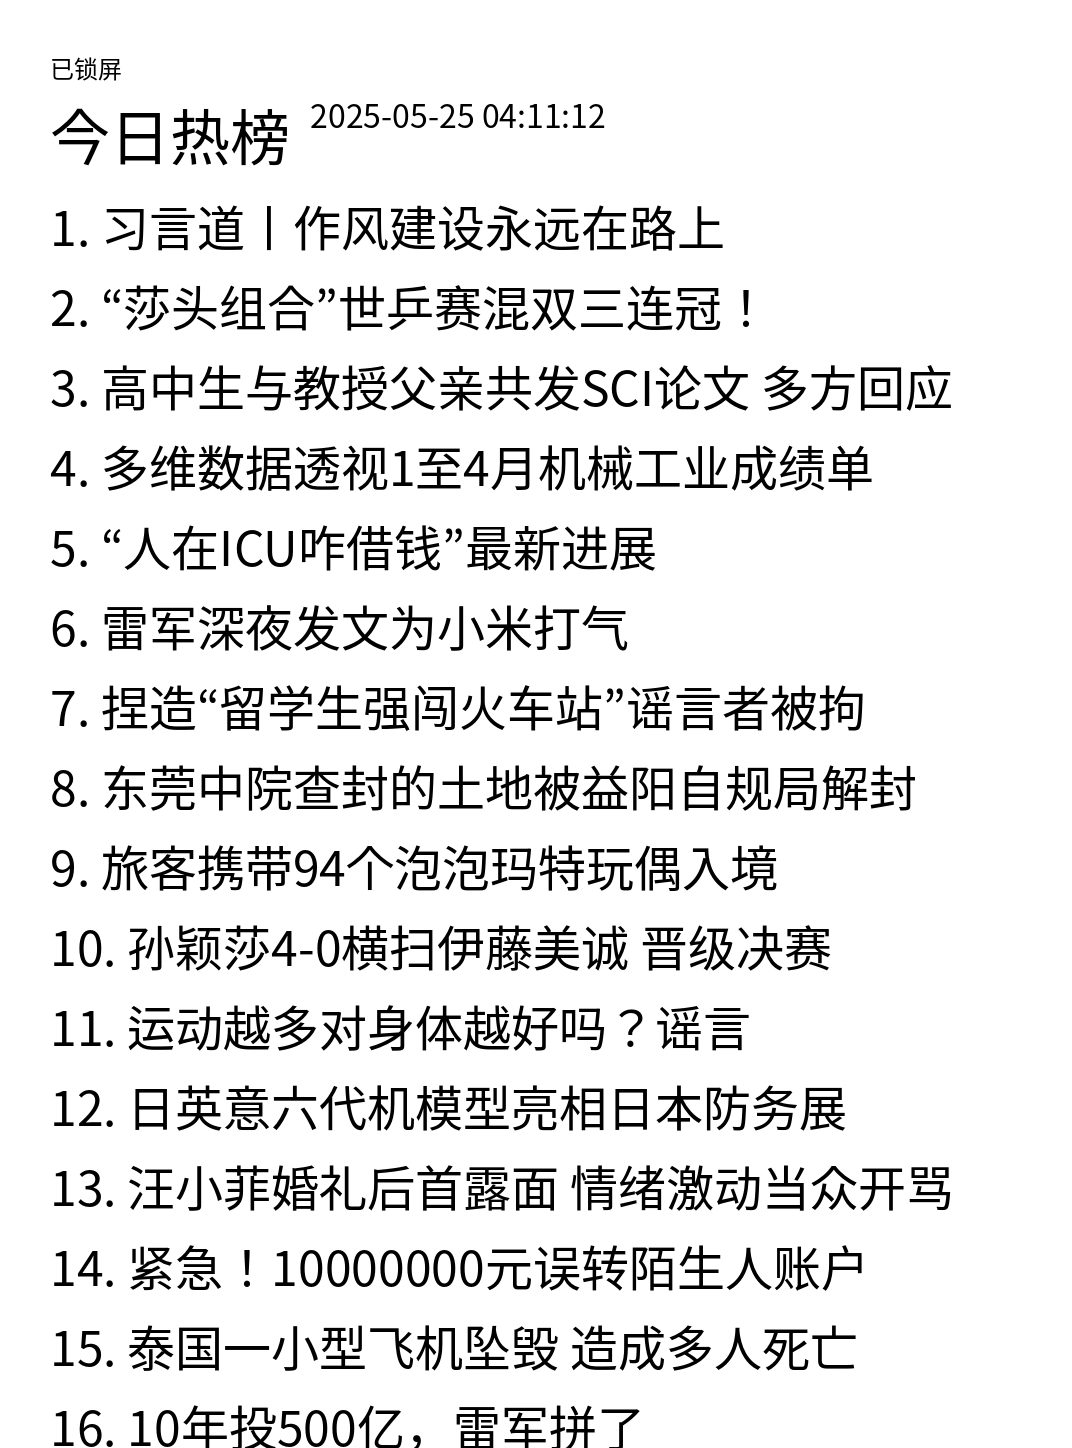 已锁屏
今日热榜 2025-05-25 04:11:12
1. 习言道丨作风建设永远在路上
2. “莎头组合”世乒赛混双三连冠！
3. 高中生与教授父亲共发SCI论文 多方回应
4. 多维数据透视1至4月机械工业成绩单
5. “人在ICU咋借钱”最新进展
6. 雷军深夜发文为小米打气
7. 捏造“留学生强闯火车站”谣言者被拘
8. 东莞中院查封的土地被益阳自规局解封
9. 旅客携带94个泡泡玛特玩偶入境
10. 孙颖莎4-0横扫伊藤美诚 晋级决赛
11. 运动越多对身体越好吗？谣言
12. 日英意六代机模型亮相日本防务展
13. 汪小菲婚礼后首露面 情绪激动当众开骂
14. 紧急！10000000元误转陌生人账户
15. 泰国一小型飞机坠毁 造成多人死亡
16. 10年投500亿，雷军拼了